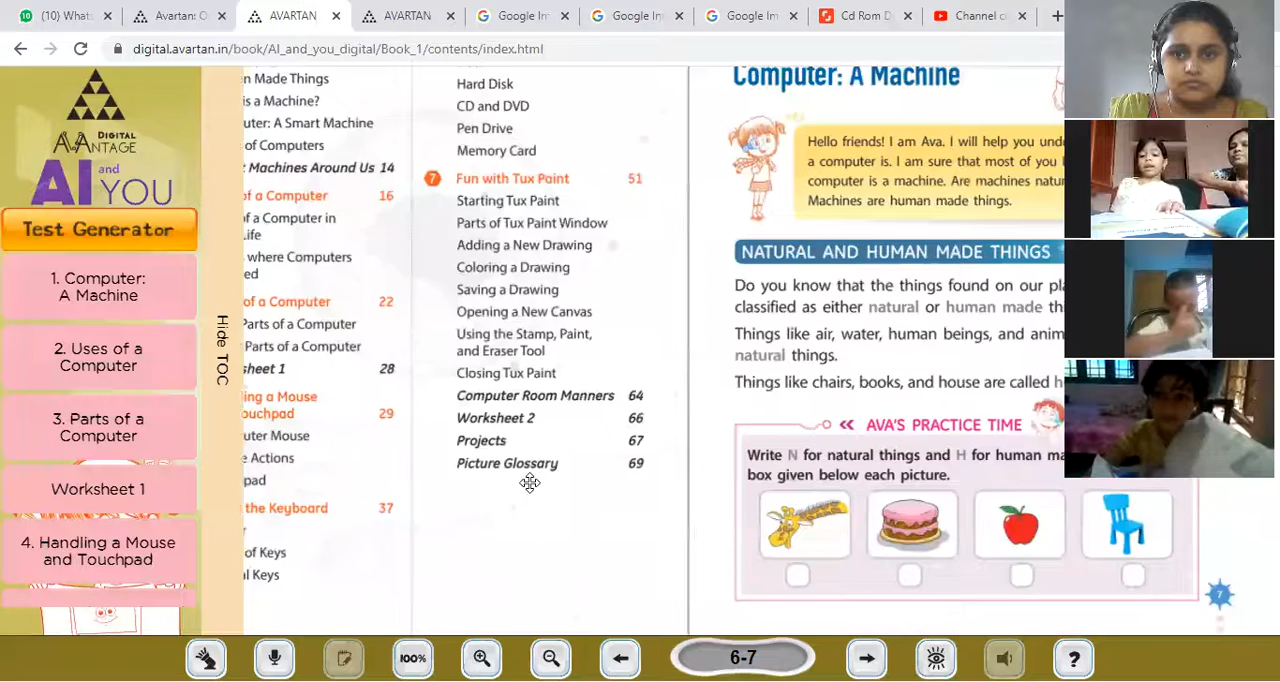 (10) Whats
Avartan: O
AVARTAN
AVARTAN
Google Im
Google Im
Google Im
Cd Rom D
Channel c
digital.avartan.in/book/AI_and_you_digital/Book_1/contents/index.html
DIGITAL
AVANTAGE
AI and YOU
Test Generator
1. Computer:
A Machine
2. Uses of a
Computer
3. Parts of a
Computer
Worksheet 1
4. Handling a Mouse
and Touchpad
Hide TOC
n Made Things
is a Machine?
uter: A Smart Machine
of Computers
t Machines Around Us 14
of a Computer 16
of a Computer in
Life
where Computers
ed
of a Computer 22
Parts of a Computer
Parts of a Computer
sheet 1 28
ing a Mouse
ouchpad 29
uter Mouse
e Actions
pad
the Keyboard 37
of Keys
al Keys
Hard Disk
CD and DVD
Pen Drive
Memory Card
7 Fun with Tux Paint 51
Starting Tux Paint
Parts of Tux Paint Window
Adding a New Drawing
Coloring a Drawing
Saving a Drawing
Opening a New Canvas
Using the Stamp, Paint,
and Eraser Tool
Closing Tux Paint
Computer Room Manners 64
Worksheet 2 66
Projects 67
Picture Glossary 69
Computer: A Machine
Hello friends! I am Ava. I will help you und
a computer is. I am sure that most of you
computer is a machine. Are machines natu
Machines are human made things.
NATURAL AND HUMAN MADE THINGS
Do you know that the things found on our pl
classified as either natural or human made th
Things like air, water, human beings, and anim
natural things.
Things like chairs, books, and house are called h
AVA'S PRACTICE TIME
Write N for natural things and H for human ma
box given below each picture.
7
100%
6-7
?